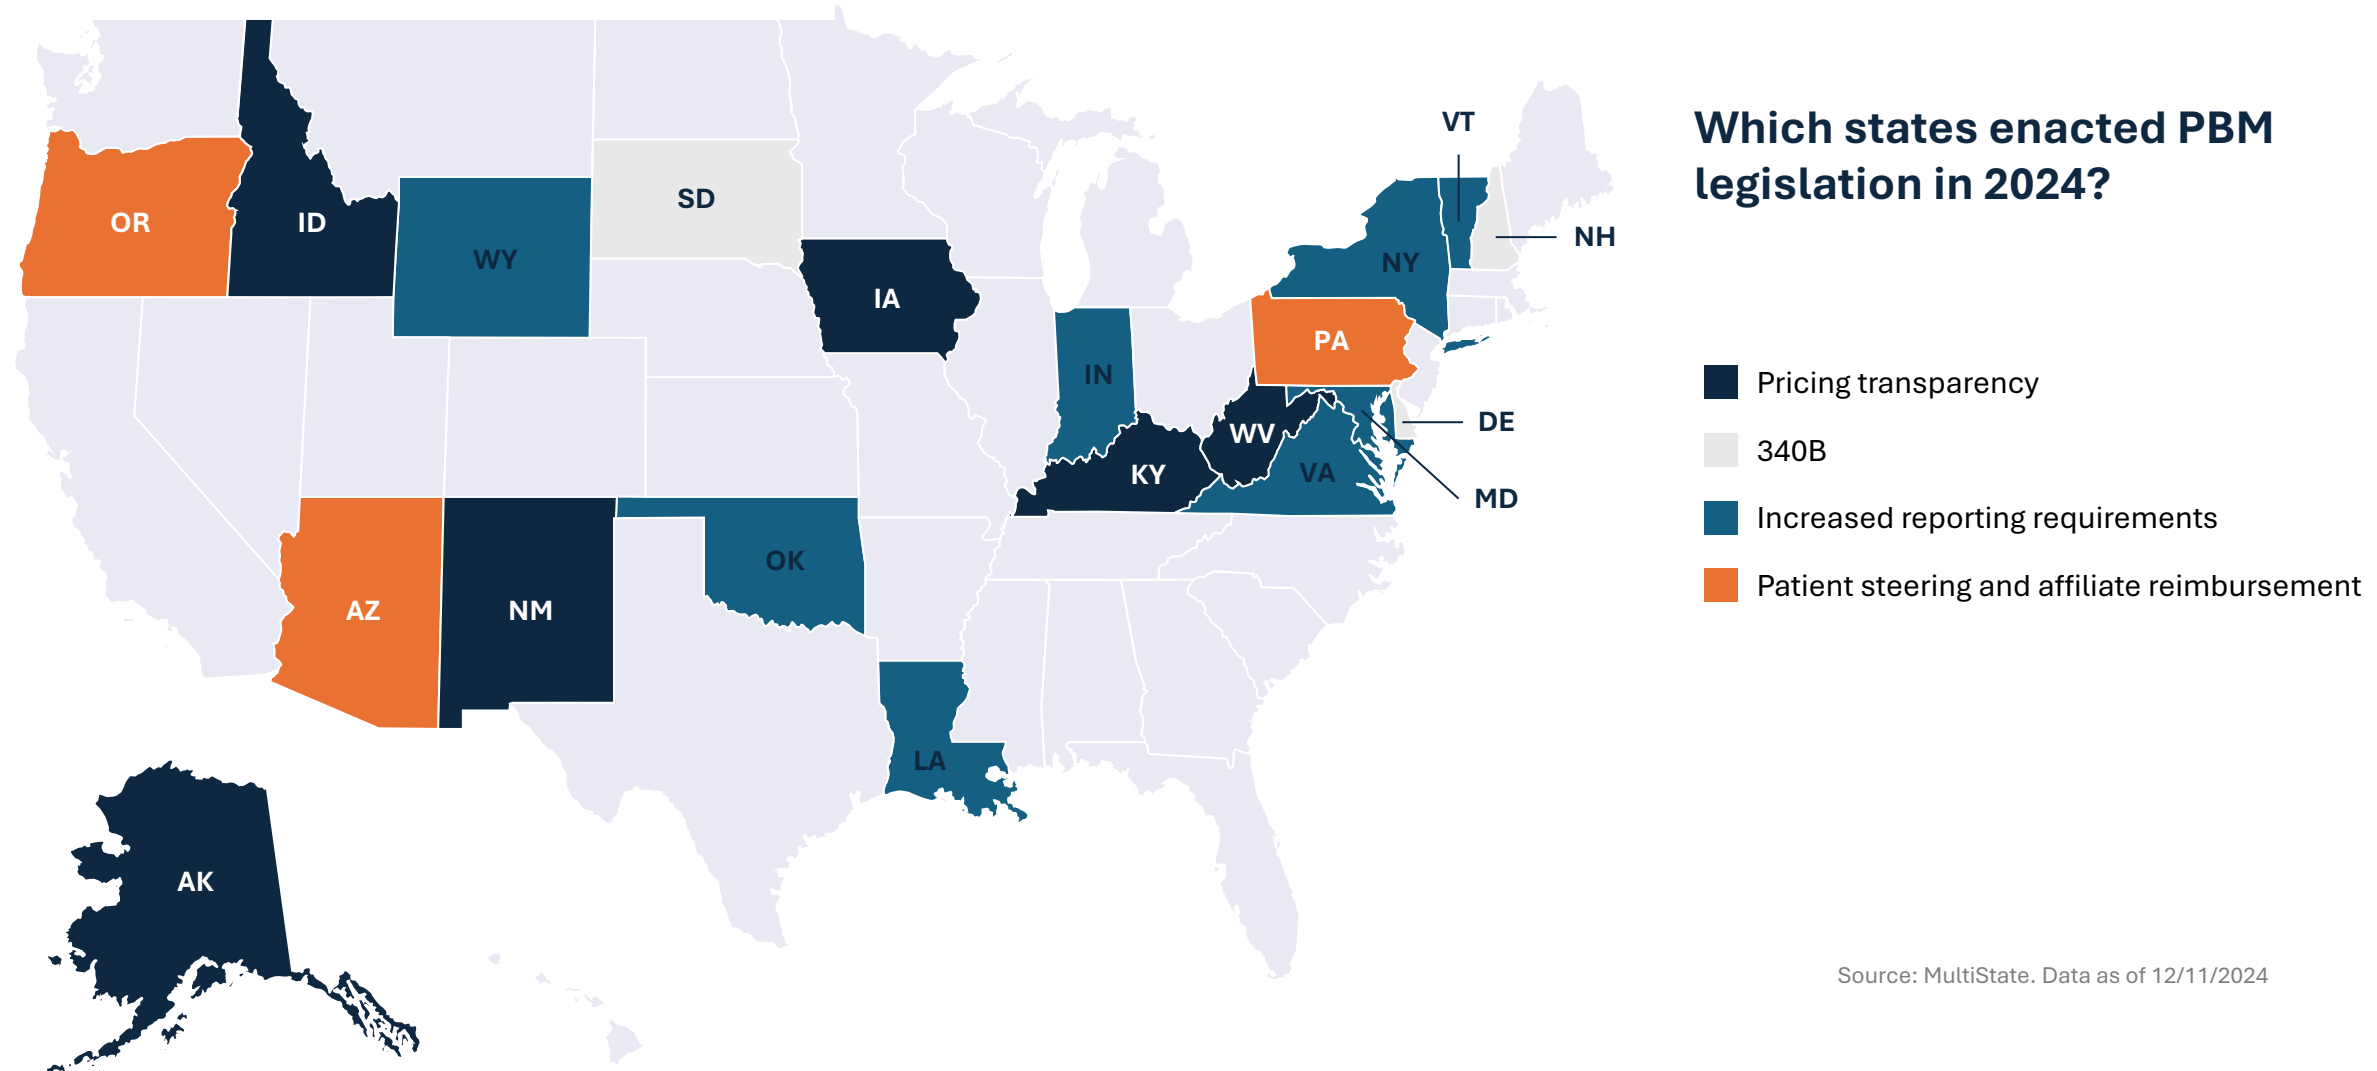 Which states enacted PBM
legislation in 2024?
VT
OR
ID
SD
NH
WY
NY
IA
PA
IN
DE
WV
KY
VA
MD
OK
AZ
NM
LA
AK
Pricing transparency
340B
Increased reporting requirements
Patient steering and affiliate reimbursement
Source: MultiState. Data as of 12/11/2024